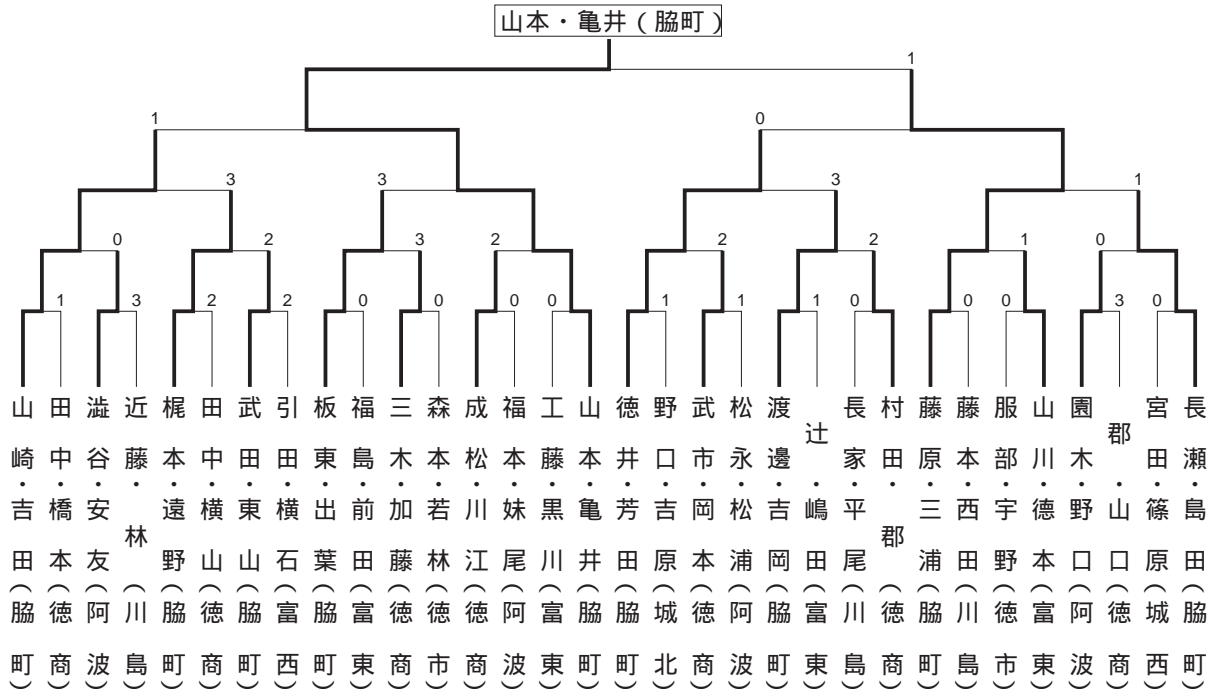 山本・亀井(脇町)
1
1
0
3
3
3
1
0
2
3
2
2
2
1
0
1
3
2
2
0
0
0
0
1
1
1
0
0
0
3
0
山崎・吉田(脇町)
田中・橋本(徳商)
澁谷・安友(阿波)
近藤・林(川島)
梶本・遠野(脇町)
田中・横山(徳商)
武田・東山(脇町)
引田・横石(富西)
板東・出葉(脇町)
福島・前田(富東)
三木・加藤(徳商)
森本・若林(徳市)
成松・川江(徳商)
福本・妹尾(阿波)
工藤・黒川(富東)
山本・亀井(脇町)
徳井・芳田(脇町)
野口・吉原(城北)
武市・岡本(徳商)
松永・松浦(阿波)
渡邊・吉岡(脇町)
辻・嶋田(富東)
長家・平尾(川島)
村田・郡(徳商)
藤原・三浦(脇町)
藤本・西田(川島)
服部・宇野(徳市)
山川・德本(富東)
園木・野口(阿波)
郡・山口(徳商)
宮田・篠原(城西)
長瀬・島田(脇町)